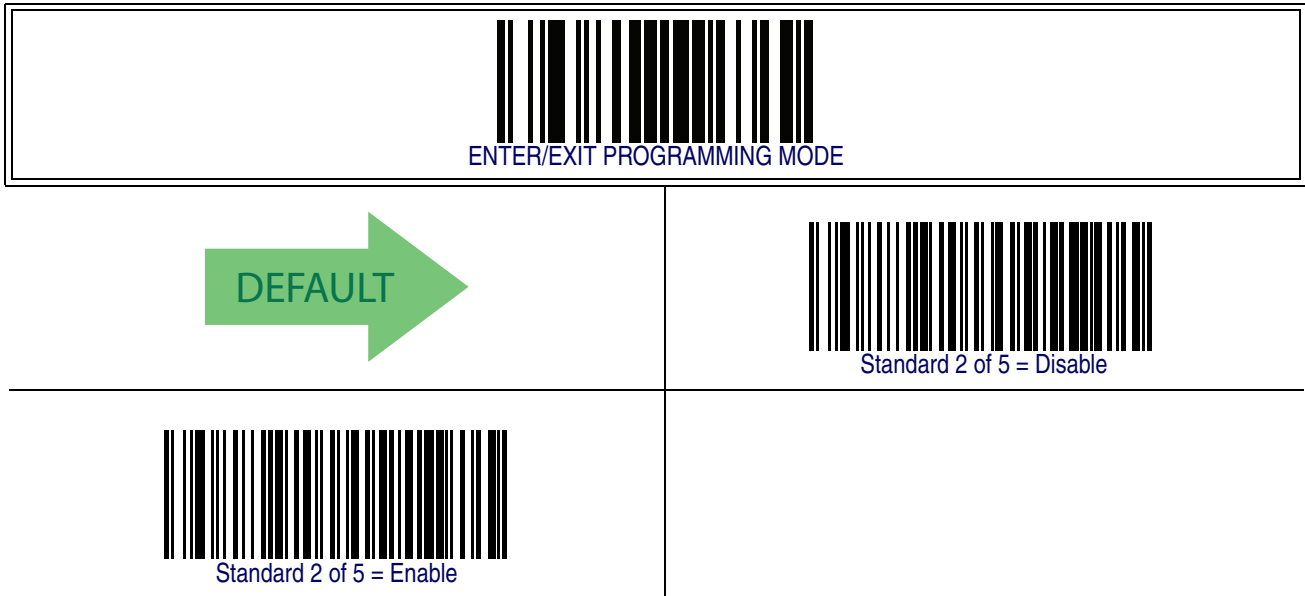 ENTER/EXIT PROGRAMMING MODE
DEFAULT
Standard 2 of 5 = Disable
Standard 2 of 5 = Enable